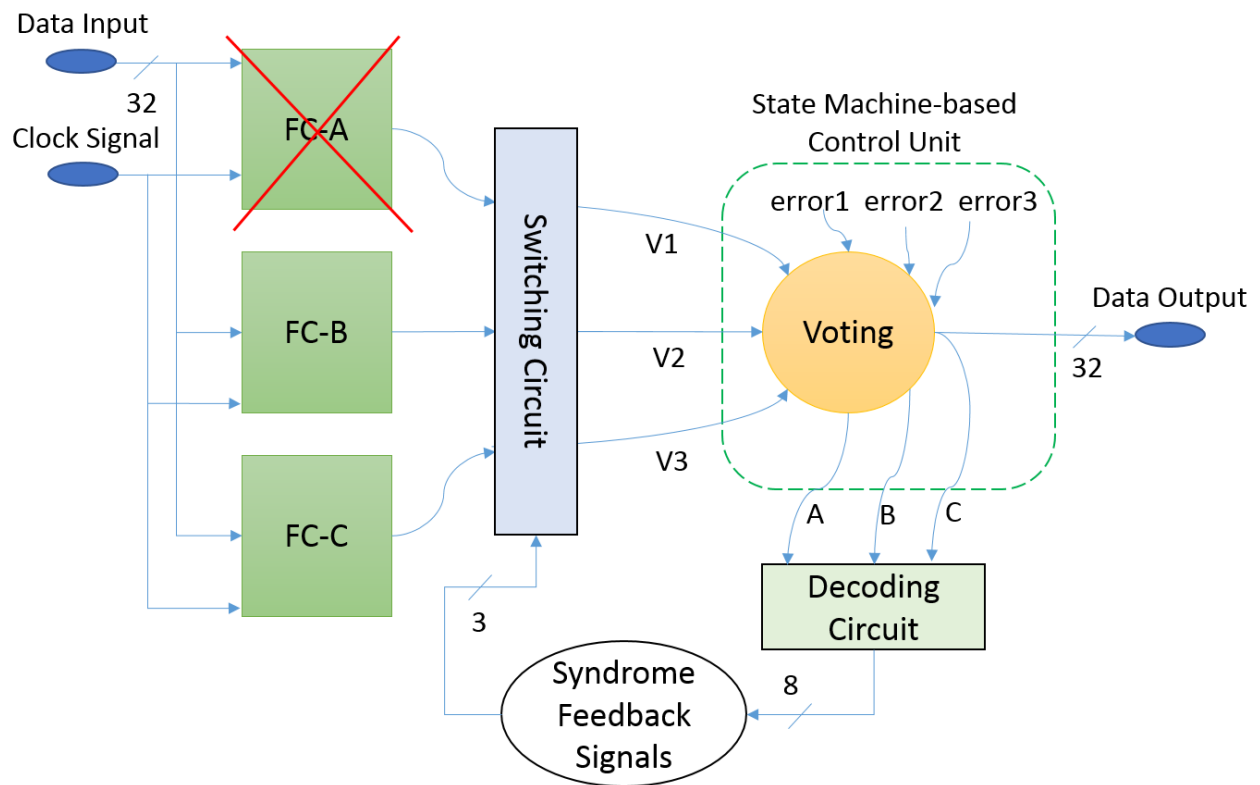 Data Input
32
Clock Signal
FC-A
FC-B
FC-C
Switching Circuit
V1
V2
V3
State Machine-based
Control Unit
error1 error2 error3
Voting
Data Output
32
A B C
Decoding
Circuit
8
Syndrome
Feedback
Signals
3